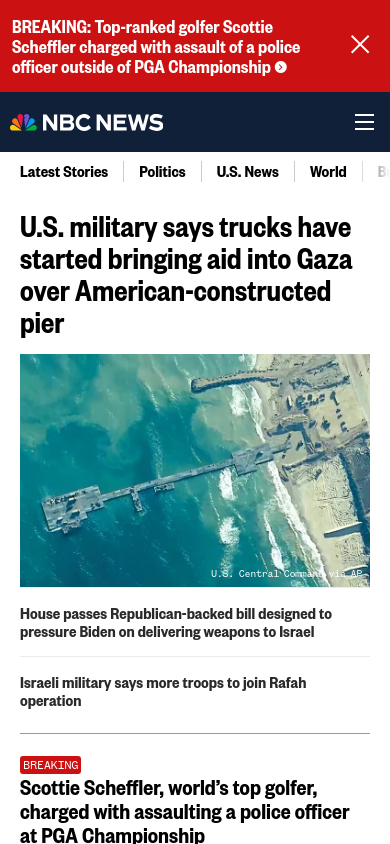 BREAKING: Top-ranked golfer Scottie
Scheffler charged with assault of a police
officer outside of PGA Championship
NBC NEWS
Latest Stories
Politics
U.S. News
World
U.S. military says trucks have
started bringing aid into Gaza
over American-constructed
pier
U.S. Central Command via AP
House passes Republican-backed bill designed to
pressure Biden on delivering weapons to Israel
Israeli military says more troops to join Rafah
operation
BREAKING
Scottie Scheffler, world’s top golfer,
charged with assaulting a police officer
at PGA Championship